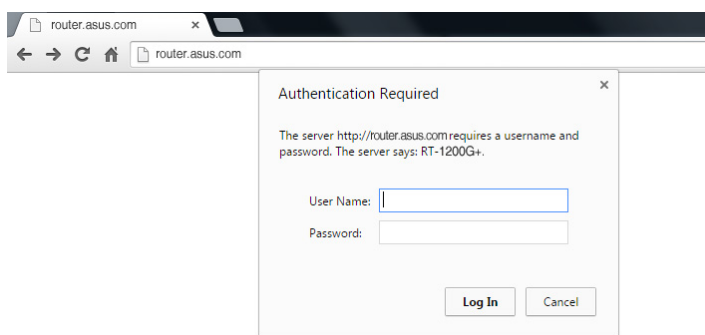 router.asus.com
router.asus.com
Authentication Required
The server http://router.asus.com requires a username and
password. The server says: RT-1200G+.
User Name:
Password:
Log In Cancel